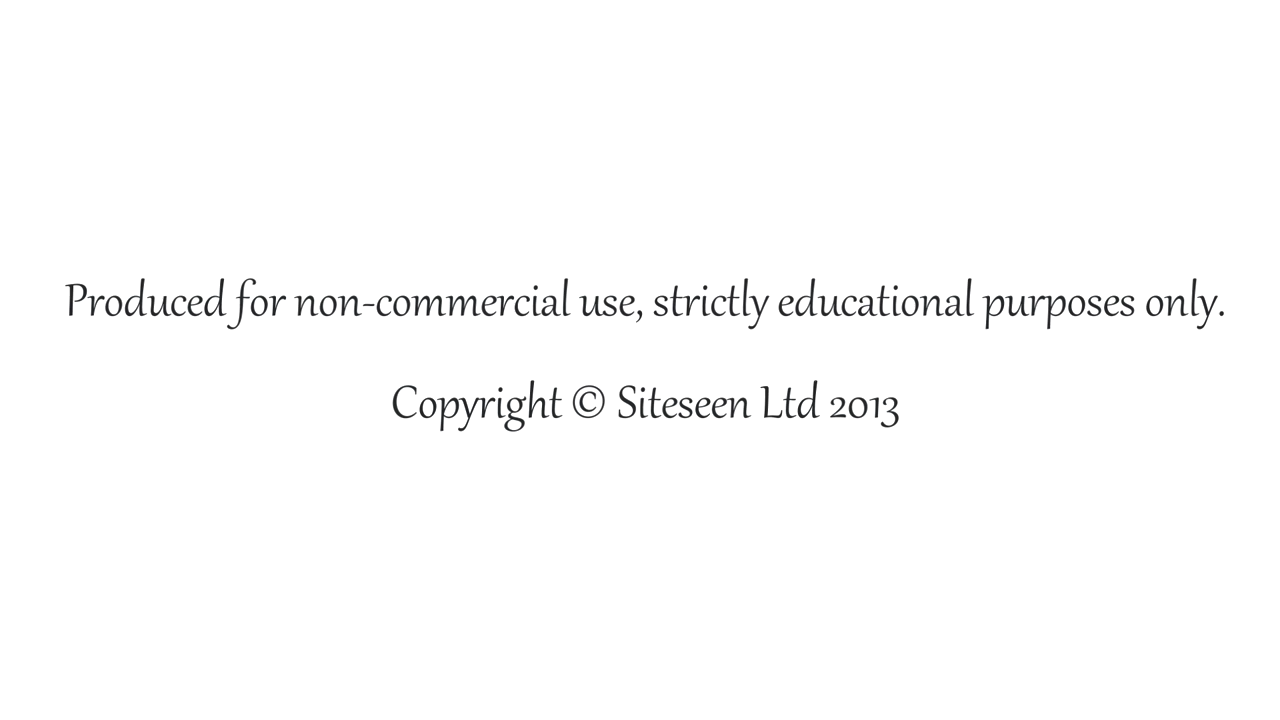 Produced for non-commercial use, strictly educational purposes only.
Copyright © Siteseen Ltd 2013